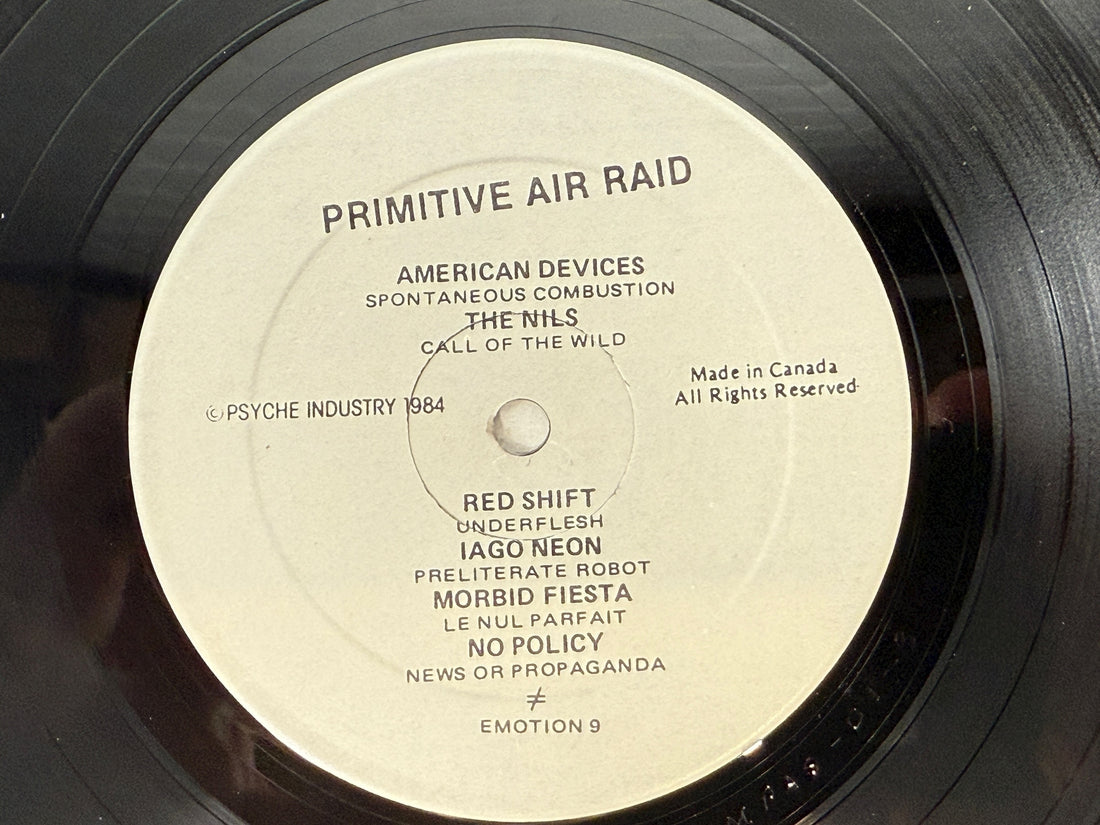 PRIMITIVE AIR RAID
AMERICAN DEVICES
SPONTANEOUS COMBUSTION
THE NILS
CALL OF THE WILD
Made in Canada
All Rights Reserved
©PSYCHE INDUSTRY 1984
RED SHIFT
UNDERFLESH
IAGO NEON
PRELITERATE ROBOT
MORBID FIESTA
LE NUL PARFAIT
NO POLICY
NEWS OR PROPAGANDA
≠
EMOTION 9